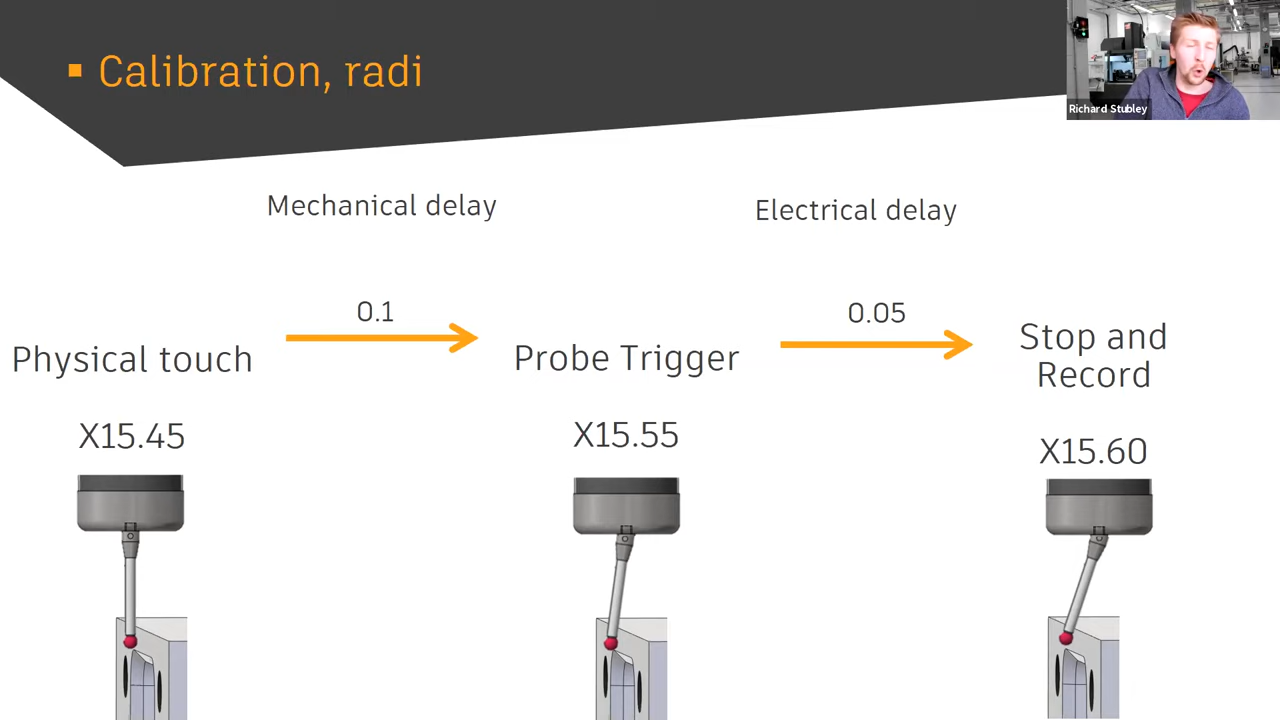 Calibration, radi
Richard Stubley
Mechanical delay
Electrical delay
0.1
0.05
Physical touch
Probe Trigger
Stop and
Record
X15.45
X15.55
X15.60